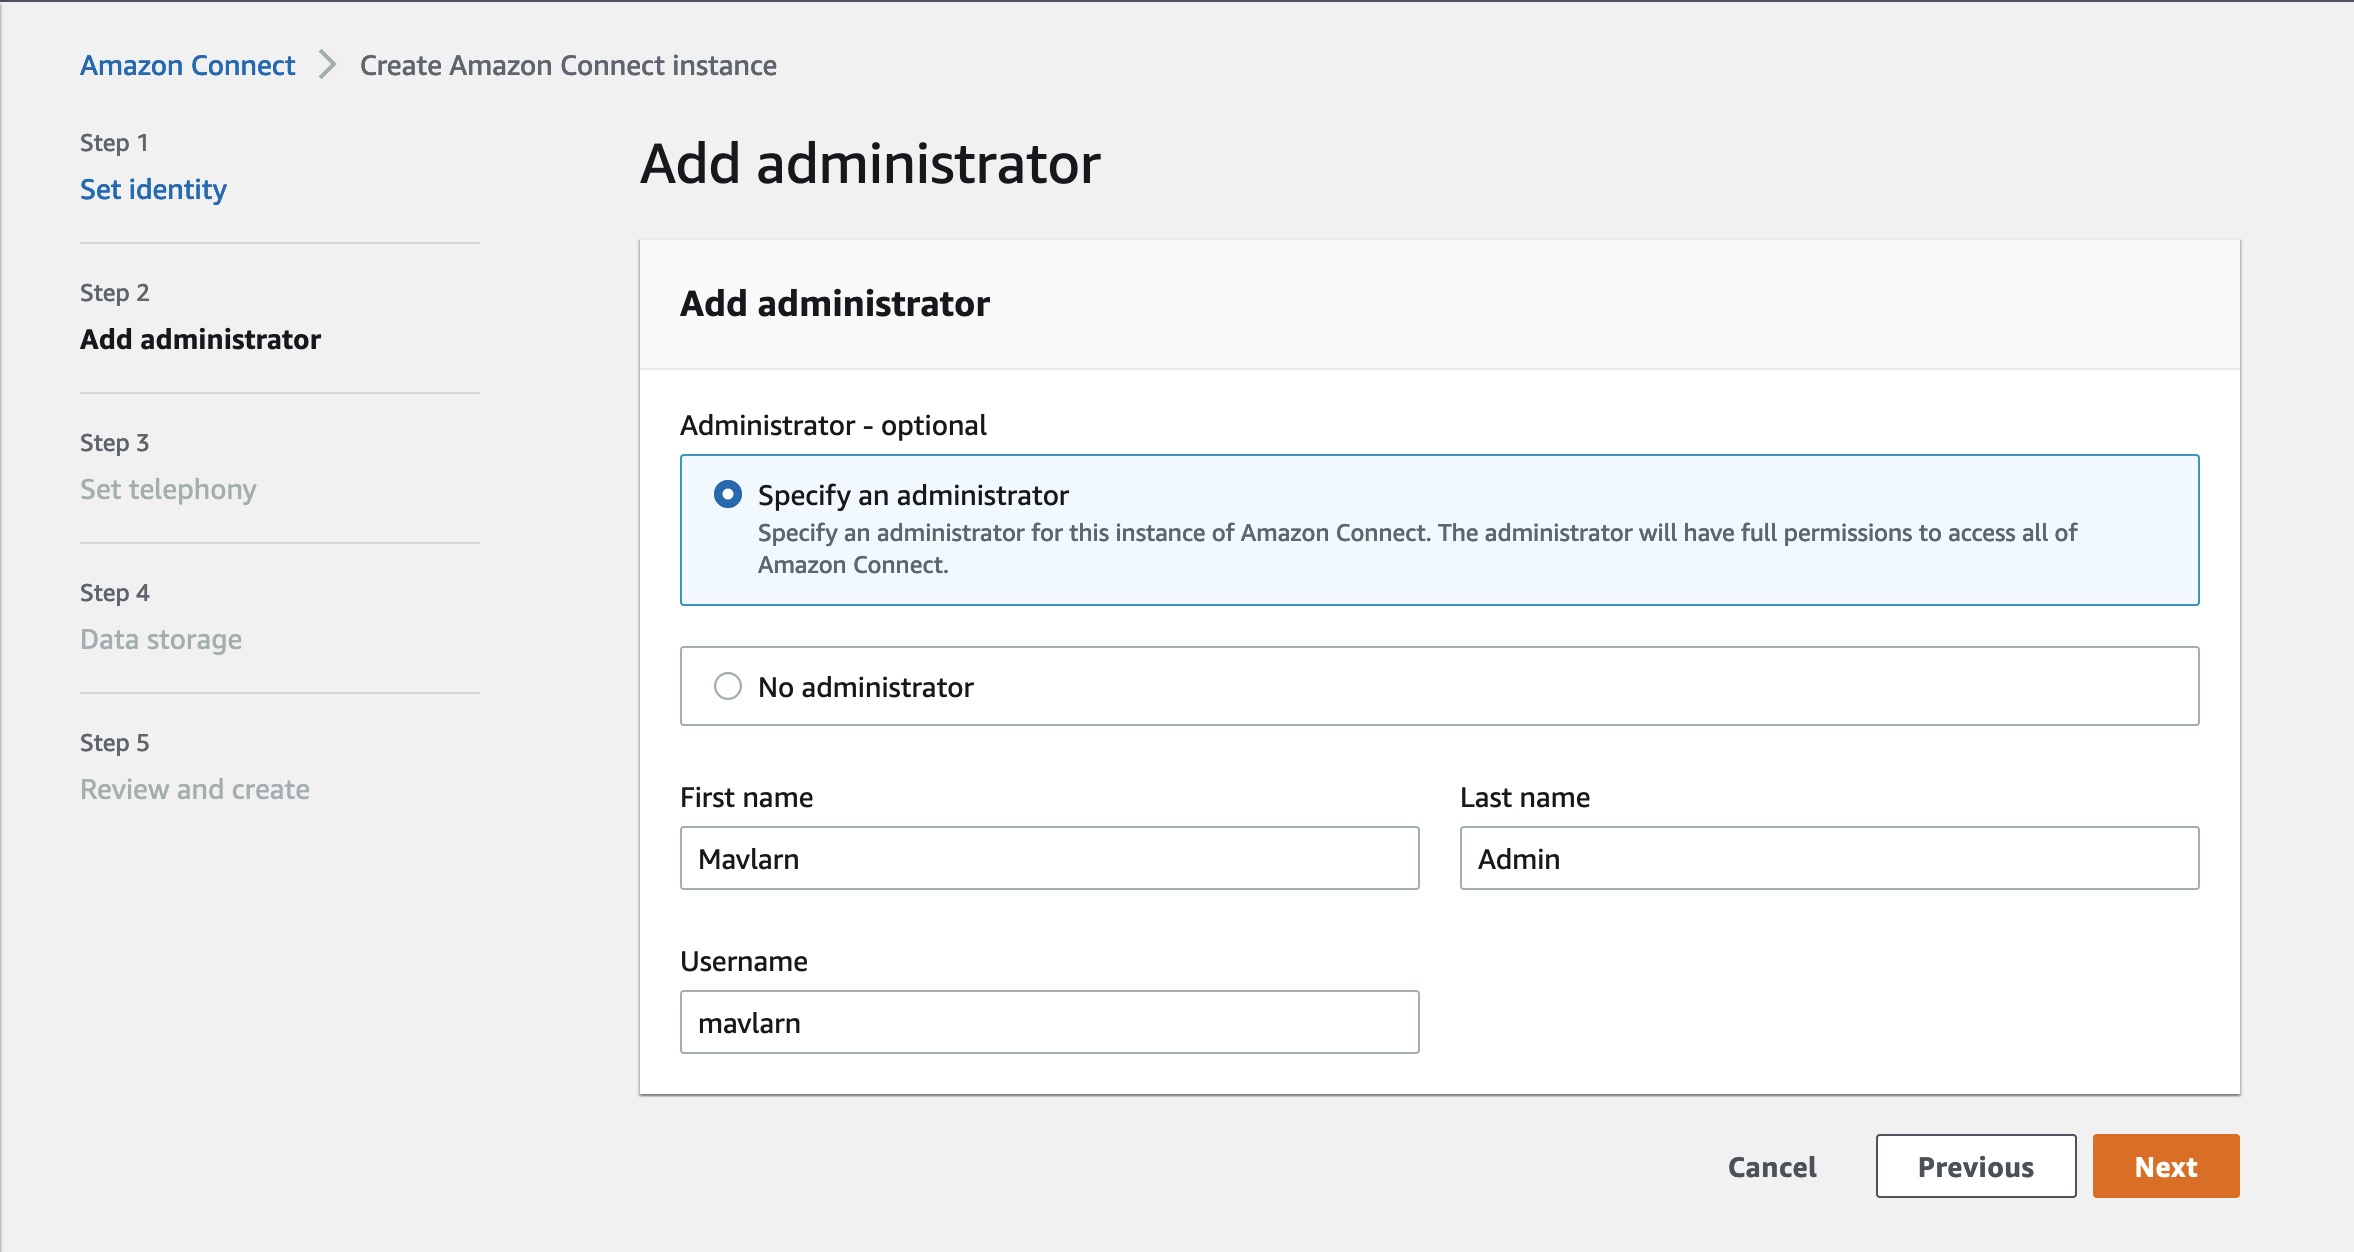 Amazon Connect
Create Amazon Connect instance
Step 1
Set identity
Step 2
Add administrator
Step 3
Set telephony
Step 4
Data storage
Step 5
Review and create
Add administrator
Add administrator
Administrator - optional
Specify an administrator
Specify an administrator for this instance of Amazon Connect. The administrator will have full permissions to access all of
Amazon Connect.
No administrator
First name
Last name
Mavlarn
Admin
Username
mavlarn
Cancel
Previous
Next